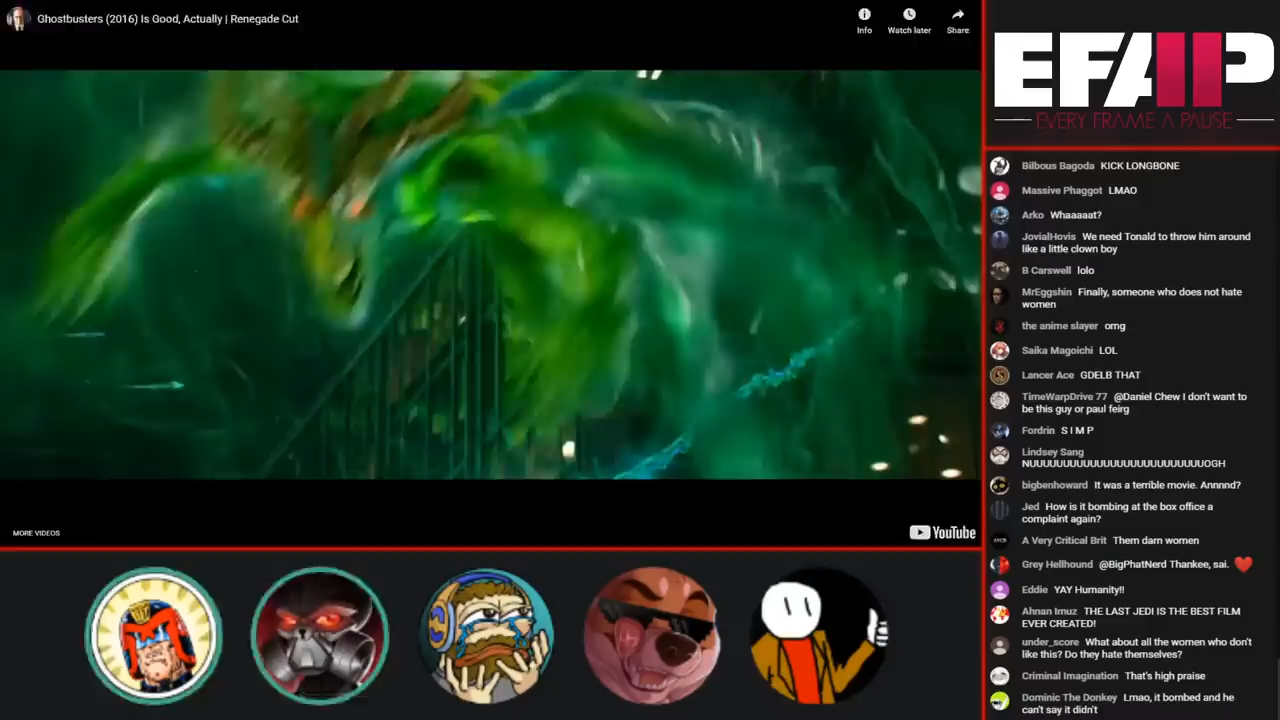 Ghostbusters (2016) Is Good, Actually | Renegade Cut
Info
Watch later
Share
MORE VIDEOS
YouTube
EFAP
EVERY FRAME A PAUSE
Bilbous Bagoda KICK LONGBONE
Massive Phaggot LMAO
Arko Whaaaaat?
JovialHovis We need Tonald to throw him around
like a little clown boy
B Carswell lolo
MrEggshin Finally, someone who does not hate
women
the anime slayer omg
Saika Magoichi LOL
Lancer Ace GDELB THAT
TimeWarpDrive 77 @Daniel Chew I don't want to
be this guy or paul feirg
Fordrin S I M P
Lindsey Sang
NUUUUUUUUUUUUUUUUUUUUUUUUUOGH
bigbenhoward It was a terrible movie. Annnnd?
Jed How is it bombing at the box office a
complaint again?
A Very Critical Brit Them darn women
Grey Hellhound @BigPhatNerd Thankee, sai.
Eddie YAY Humanity!!
Ahnan Imuz THE LAST JEDI IS THE BEST FILM
EVER CREATED!
under_score What about all the women who don't
like this? Do they hate themselves?
Criminal Imagination That's high praise
Dominic The Donkey Lmao, it bombed and he
can't say it didn't